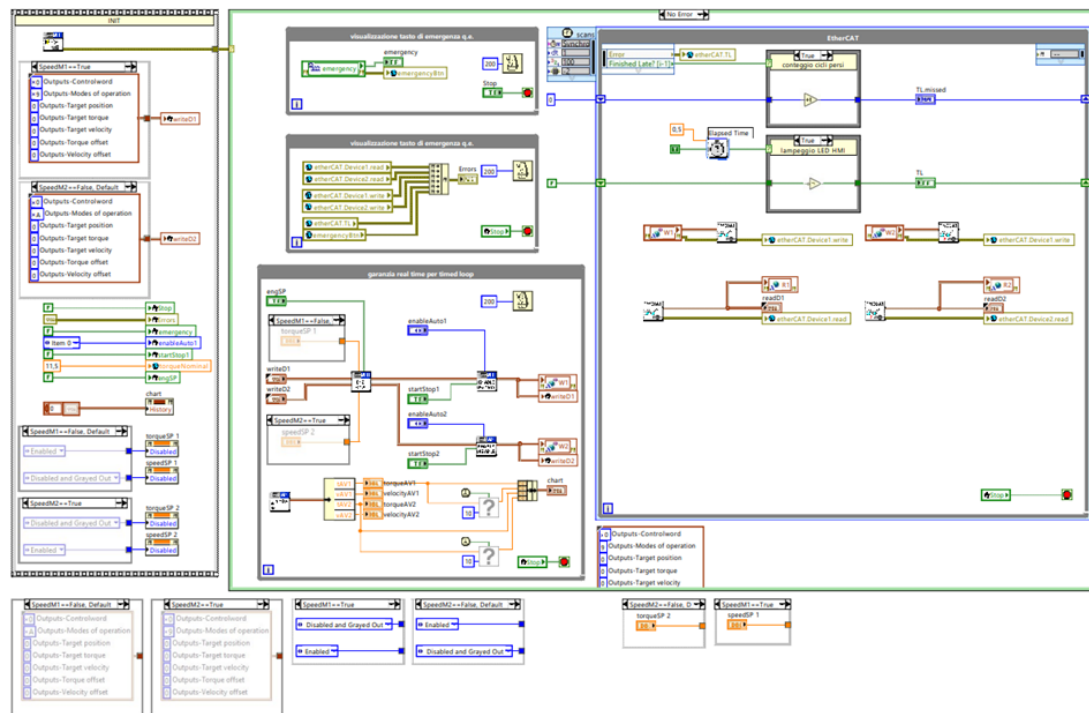 INIT
SpeedM1==True
Outputs-Controlword
Outputs-Modes of operation
Outputs-Target position
Outputs-Target torque
Outputs-Target velocity
Outputs-Torque offset
Outputs-Velocity offset
writeD1
SpeedM2==False, Default
Outputs-Controlword
Outputs-Modes of operation
Outputs-Target position
Outputs-Target torque
Outputs-Target velocity
Outputs-Torque offset
Outputs-Velocity offset
writeD2
Stop
Errors
emergency
Item 0
enableAuto1
startStop1
11,5
torqueNominal
engSP
chart
History
SpeedM1==False, Default
Enabled
Disabled and Grayed Out
torqueSP 1
Disabled
speedSP 1
Disabled
SpeedM2==True
Disabled and Grayed Out
Enabled
torqueSP 2
Disabled
speedSP 2
Disabled
No Error
visualizzazione tasto di emergenza q.e.
emergency
emergency
emergencyBtn
200
Stop
visualizzazione tasto di emergenza q.e.
etherCAT.Device1.read
etherCAT.Device2.read
etherCAT.Device1.write
etherCAT.Device2.write
etherCAT.TL
emergencyBtn
Errors
200
Stop
garanzia real time per timed loop
engSP
200
SpeedM1==False,
torqueSP 1
enableAuto1
writeD1
writeD2
startStop1
W1
writeD1
SpeedM2==True
speedSP 2
enableAuto2
startStop2
W2
writeD2
tAV1
vAV1
tAV2
vAV2
torqueAV1
velocityAV1
torqueAV2
velocityAV2
10
10
chart
Stop
scans
Synched
1
100
-2
EtherCAT
Error
Finished Late? [i-1]
etherCAT.TL
True
conteggio cicli persi
0
TL.missed
0,5
Elapsed Time
True
lampeggio LED HMI
TL
W1
etherCAT.Device1.write
W2
etherCAT.Device1.write
R1
readD1
etherCAT.Device1.read
R2
readD2
etherCAT.Device2.read
Stop
Outputs-Controlword
Outputs-Modes of operation
Outputs-Target position
Outputs-Target torque
Outputs-Target velocity
SpeedM1==False, Default
Outputs-Controlword
Outputs-Modes of operation
Outputs-Target position
Outputs-Target torque
Outputs-Target velocity
Outputs-Torque offset
Outputs-Velocity offset
SpeedM2==True
Outputs-Controlword
Outputs-Modes of operation
Outputs-Target position
Outputs-Target torque
Outputs-Target velocity
Outputs-Torque offset
Outputs-Velocity offset
SpeedM1==True
Disabled and Grayed Out
Enabled
SpeedM2==False, Default
Enabled
Disabled and Grayed Out
SpeedM2==False, D
torqueSP 2
SpeedM1==True
speedSP 1